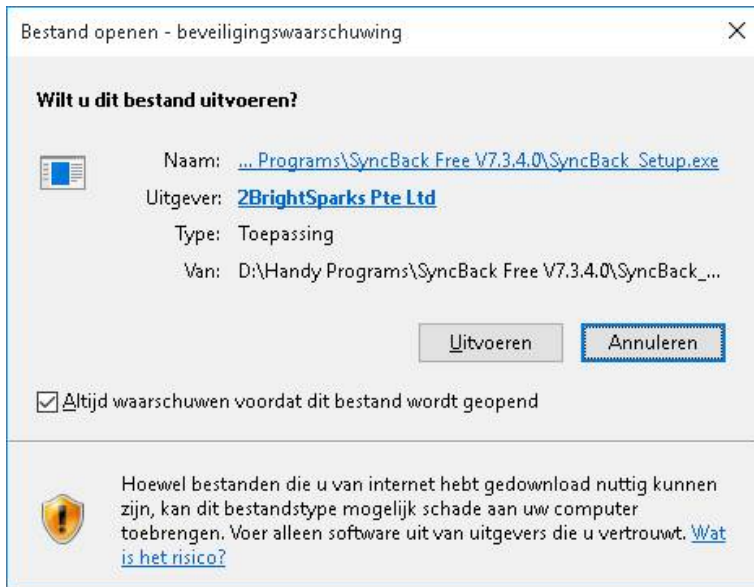 Bestand openen - beveiligingswaarschuwing
Wilt u dit bestand uitvoeren?
Naam: ... Programs\SyncBack Free V7.3.4.0\SyncBack_Setup.exe
Uitgever: 2BrightSparks Pte Ltd
Type: Toepassing
Van: D:\Handy Programs\SyncBack Free V7.3.4.0\SyncBack_...
Uitvoeren Annuleren
Altijd waarschuwen voordat dit bestand wordt geopend
Hoewel bestanden die u van internet hebt gedownload nuttig kunnen
zijn, kan dit bestandstype mogelijk schade aan uw computer
toebrengen. Voer alleen software uit van uitgevers die u vertrouwt. Wat
is het risico?